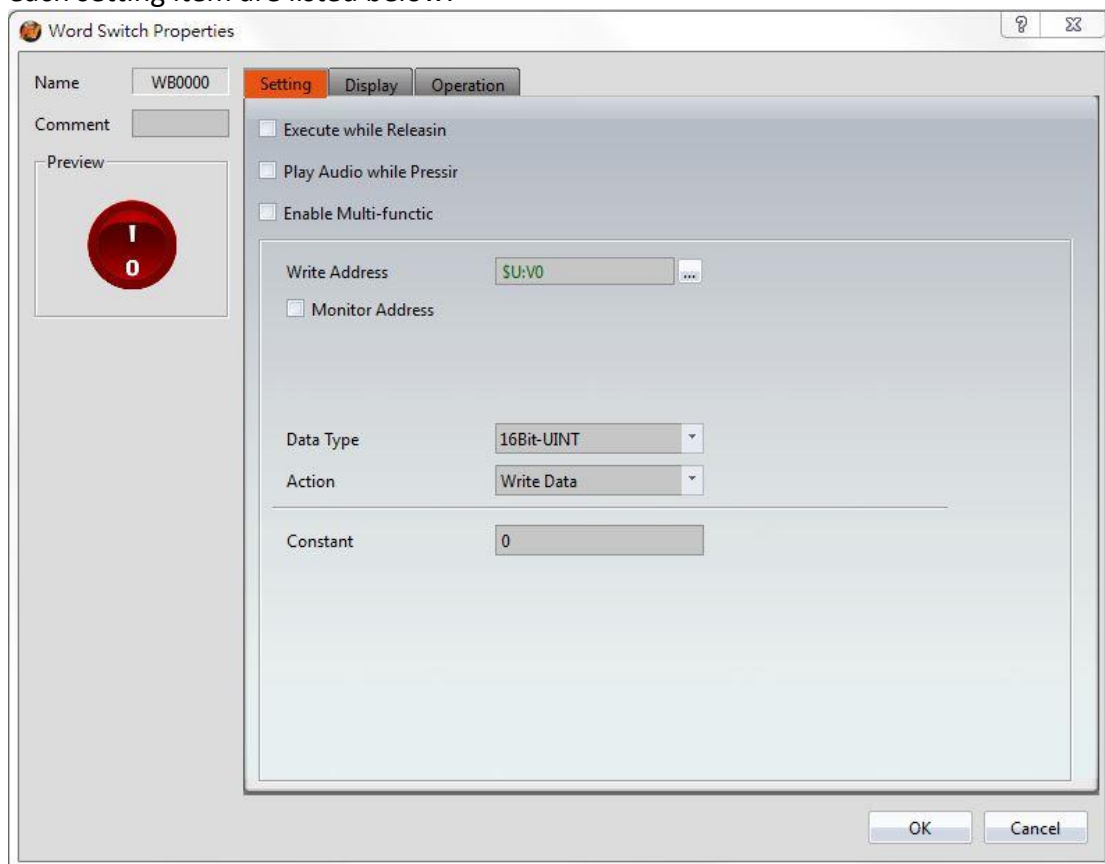 each setting item are listed below.
Word Switch Properties
Name WB0000
Comment
Preview
I
0
Setting Display Operation
Execute while Releasin
Play Audio while Pressir
Enable Multi-functic
Write Address $U:V0 ...
Monitor Address
Data Type 16Bit-UINT
Action Write Data
Constant 0
OK Cancel